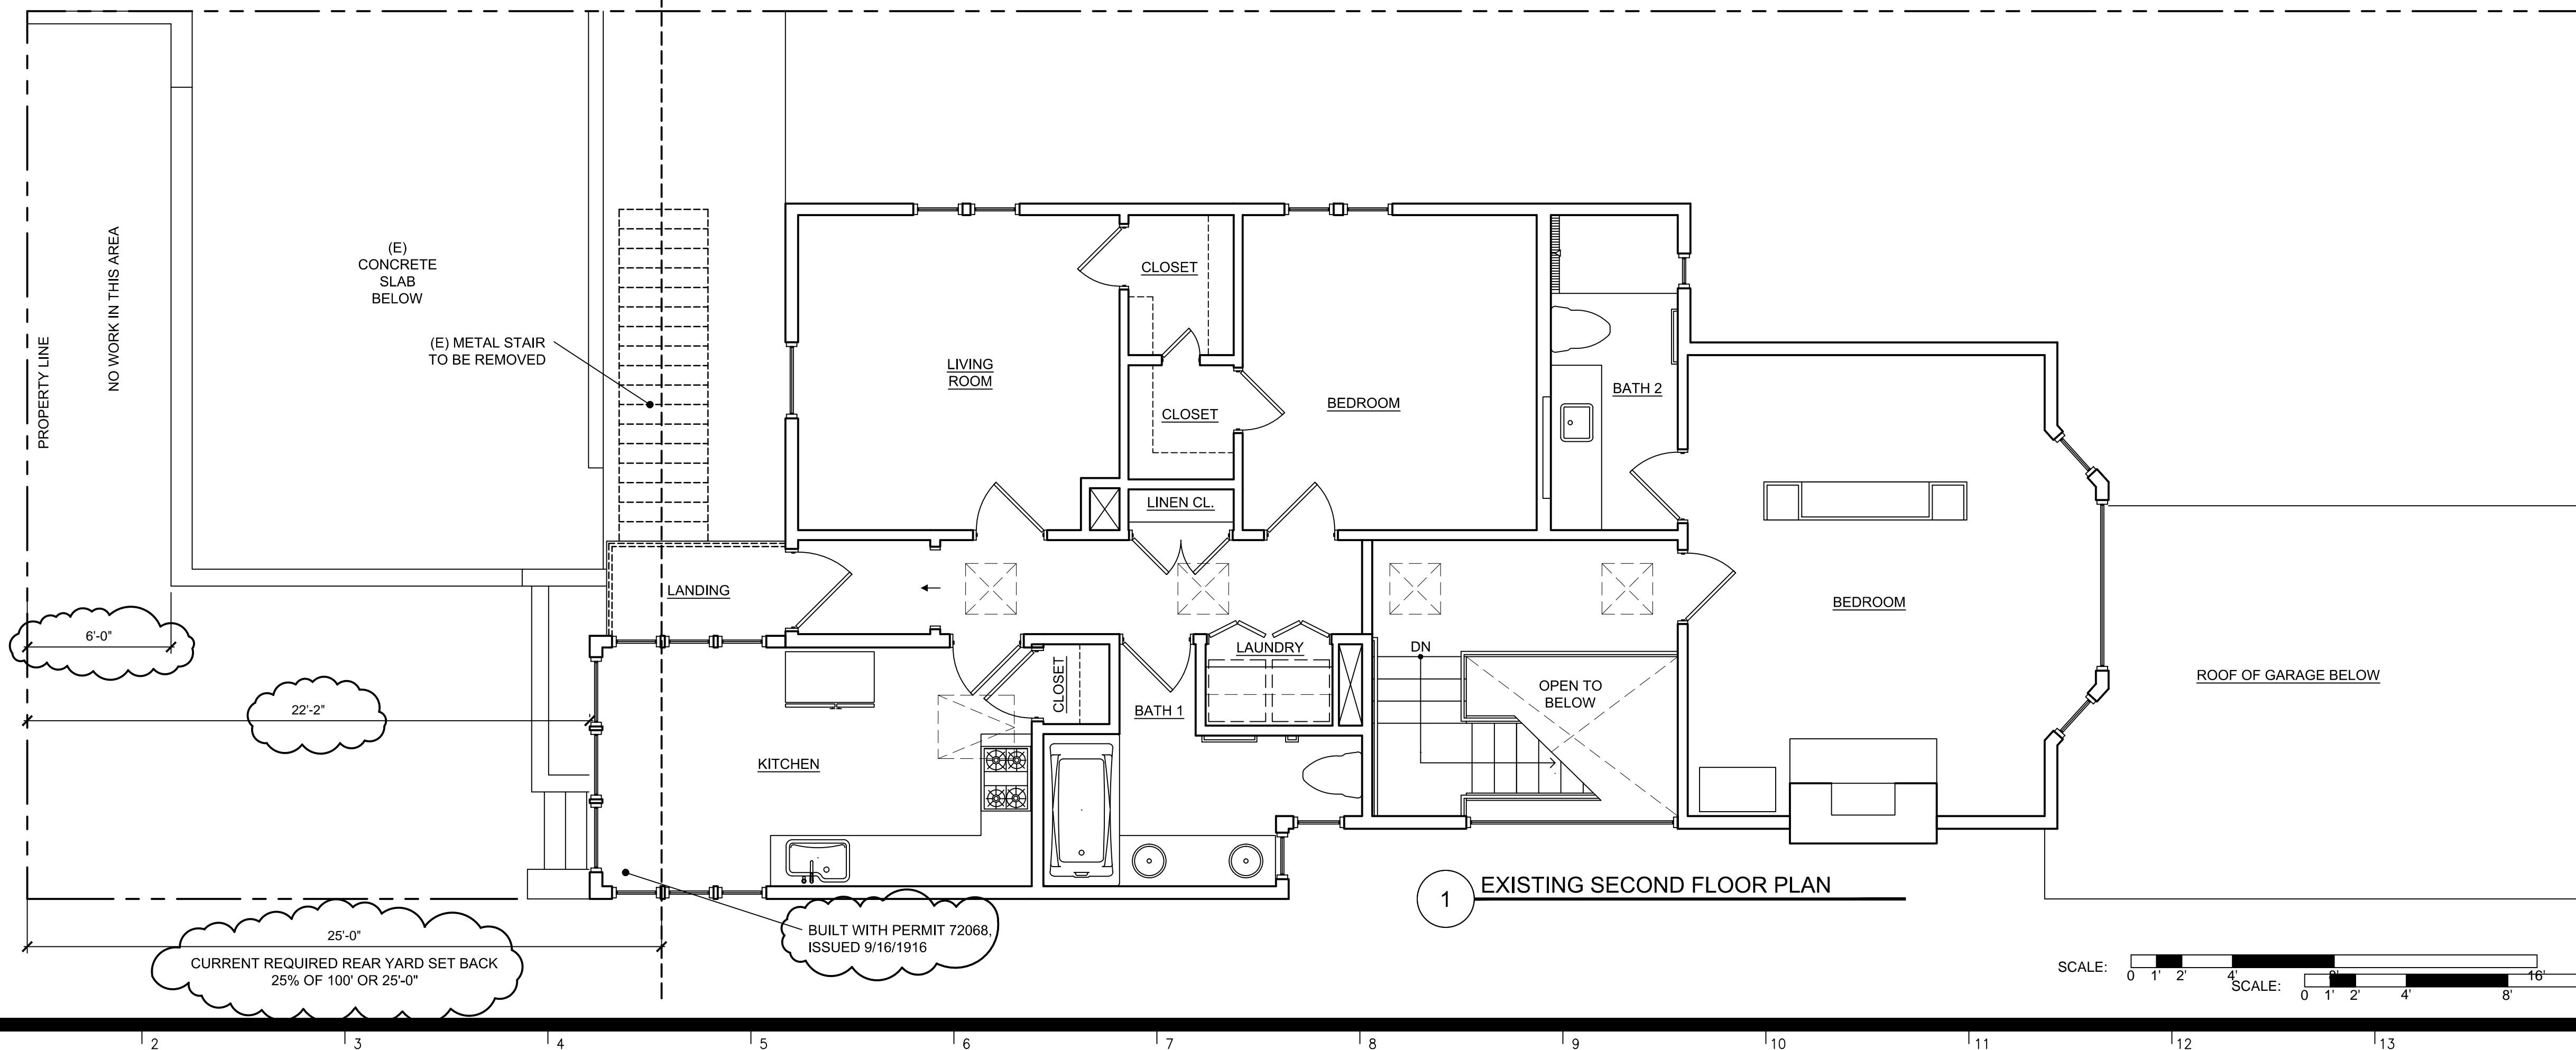 PROPERTY LINE
NO WORK IN THIS AREA
(E)
CONCRETE
SLAB
BELOW
(E) METAL STAIR
TO BE REMOVED
LIVING
ROOM
CLOSET
CLOSET
LINEN CL.
BEDROOM
BATH 2
BEDROOM
LANDING
6'-0"
22'-2"
KITCHEN
CLOSET
BATH 1
LAUNDRY
DN
OPEN TO
BELOW
ROOF OF GARAGE BELOW
25'-0"
CURRENT REQUIRED REAR YARD SET BACK
25% OF 100' OR 25'-0"
BUILT WITH PERMIT 72068,
ISSUED 9/16/1916
1 EXISTING SECOND FLOOR PLAN
SCALE: 0 1' 2' 4' 8' 16'
SCALE: 0 1' 2' 4' 8'
2 3 4 5 6 7 8 9 10 11 12 13